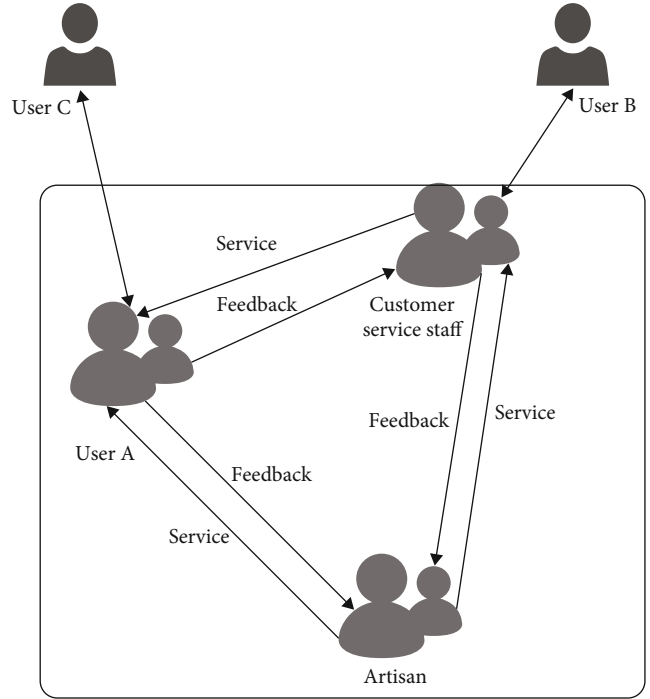 User C
User B
Service
Feedback
Customer
service staff
Feedback
Service
User A
Feedback
Service
Artisan